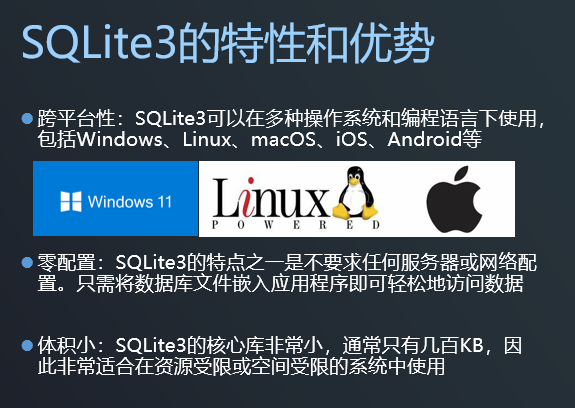 SQLite3的特性和优势
跨平台性：SQLite3可以在多种操作系统和编程语言下使用，
包括Windows、Linux、macOS、iOS、Android等
Windows 11
Linux
POWERED
零配置：SQLite3的特点之一是不要求任何服务器或网络配
置。只需将数据库文件嵌入应用程序即可轻松地访问数据
体积小：SQLite3的核心库非常小，通常只有几百KB，因
此非常适合在资源受限或空间受限的系统中使用